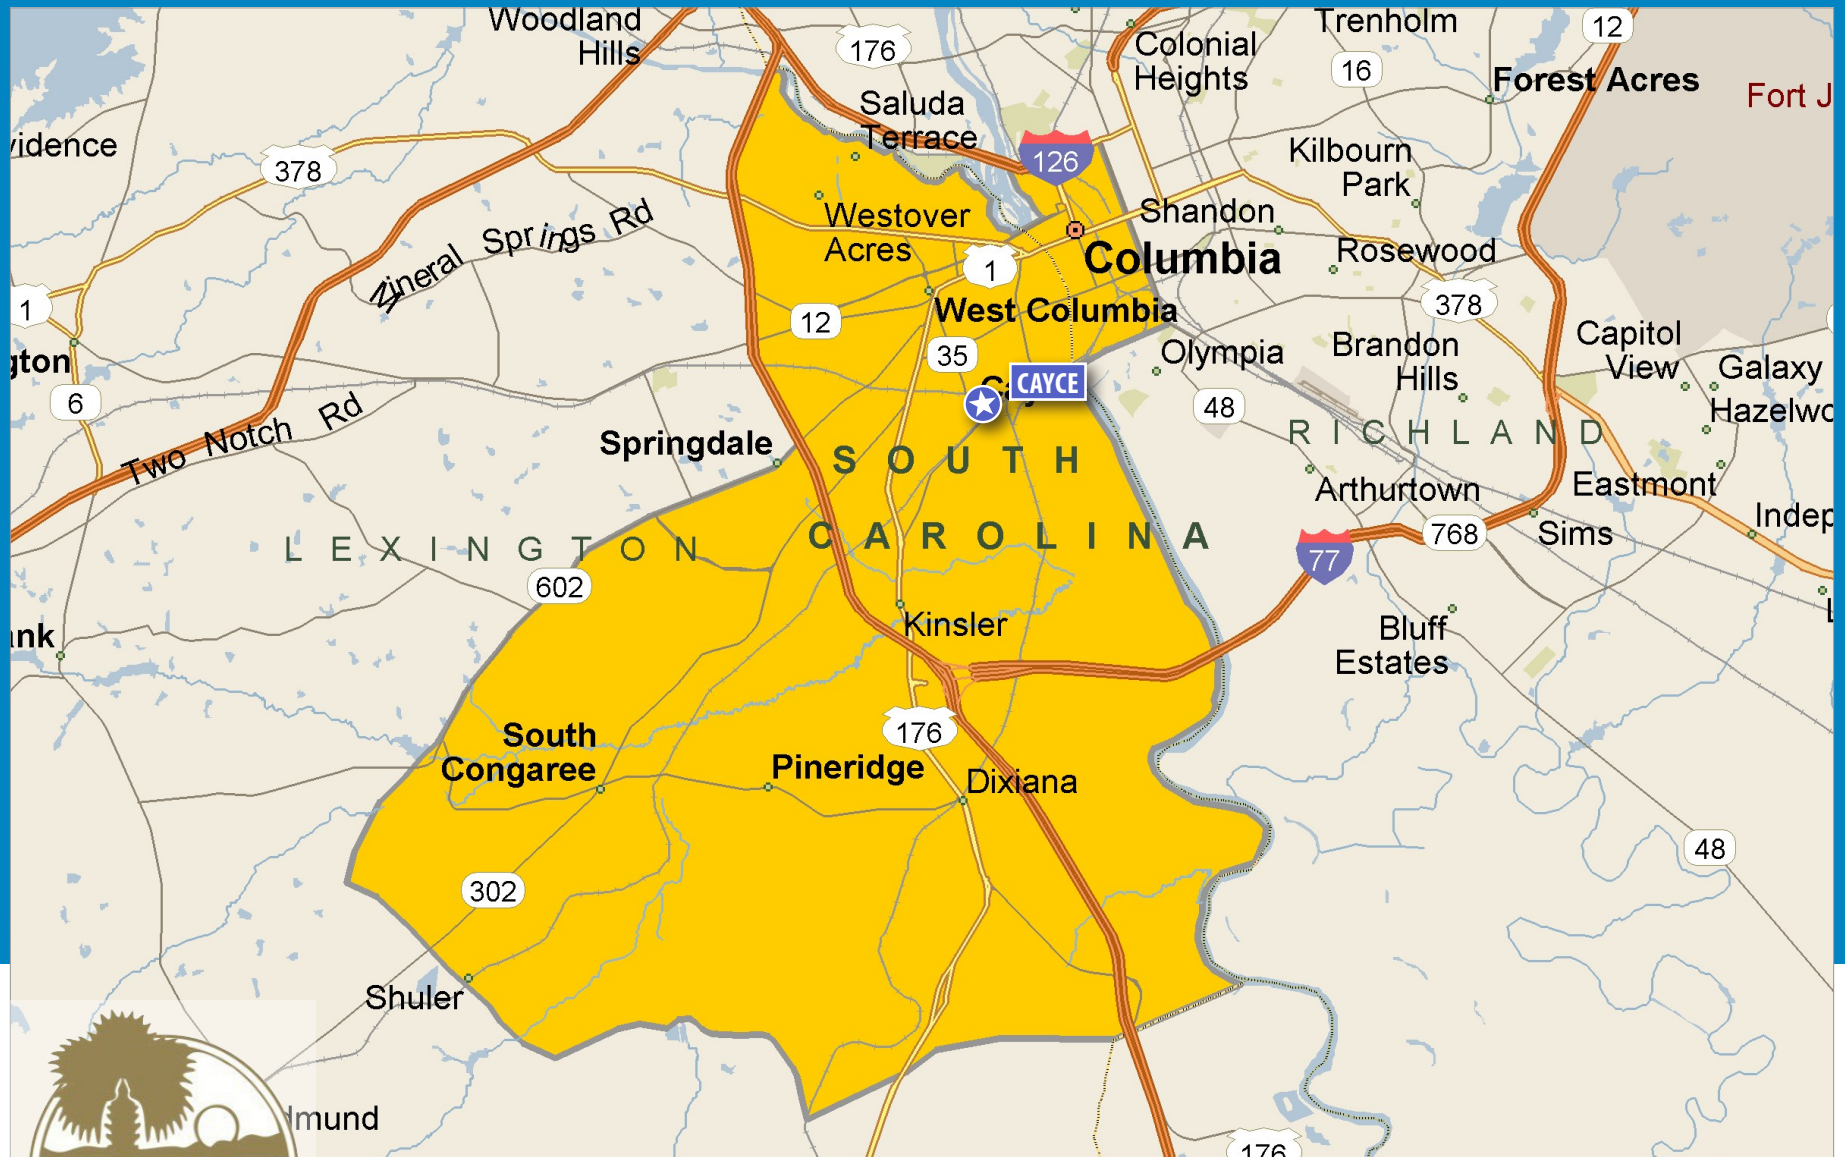 Woodland
Hills
176
Colonial
Heights
Trenholm
12
16
Forest Acres
Fort J
Saluda
Terrace
vidence
378
126
Kilbourn
Park
Mineral Springs Rd
Westover
Acres
Shandon
Columbia
Rosewood
1
1
378
12
West Columbia
35
Olympia
Brandon
Hills
Capitol
View
Galaxy
gton
6
CAYCE
48
Hazelwo
Two Notch Rd
Springdale
SOUTH
RICHLAND
Arthurtown
Eastmont
LEXINGTON
CAROLINA
768
Sims
Indep
602
77
Kinsler
Bluff
Estates
ank
South
Congaree
176
Pineridge
Dixiana
48
302
Shuler
dmund
176